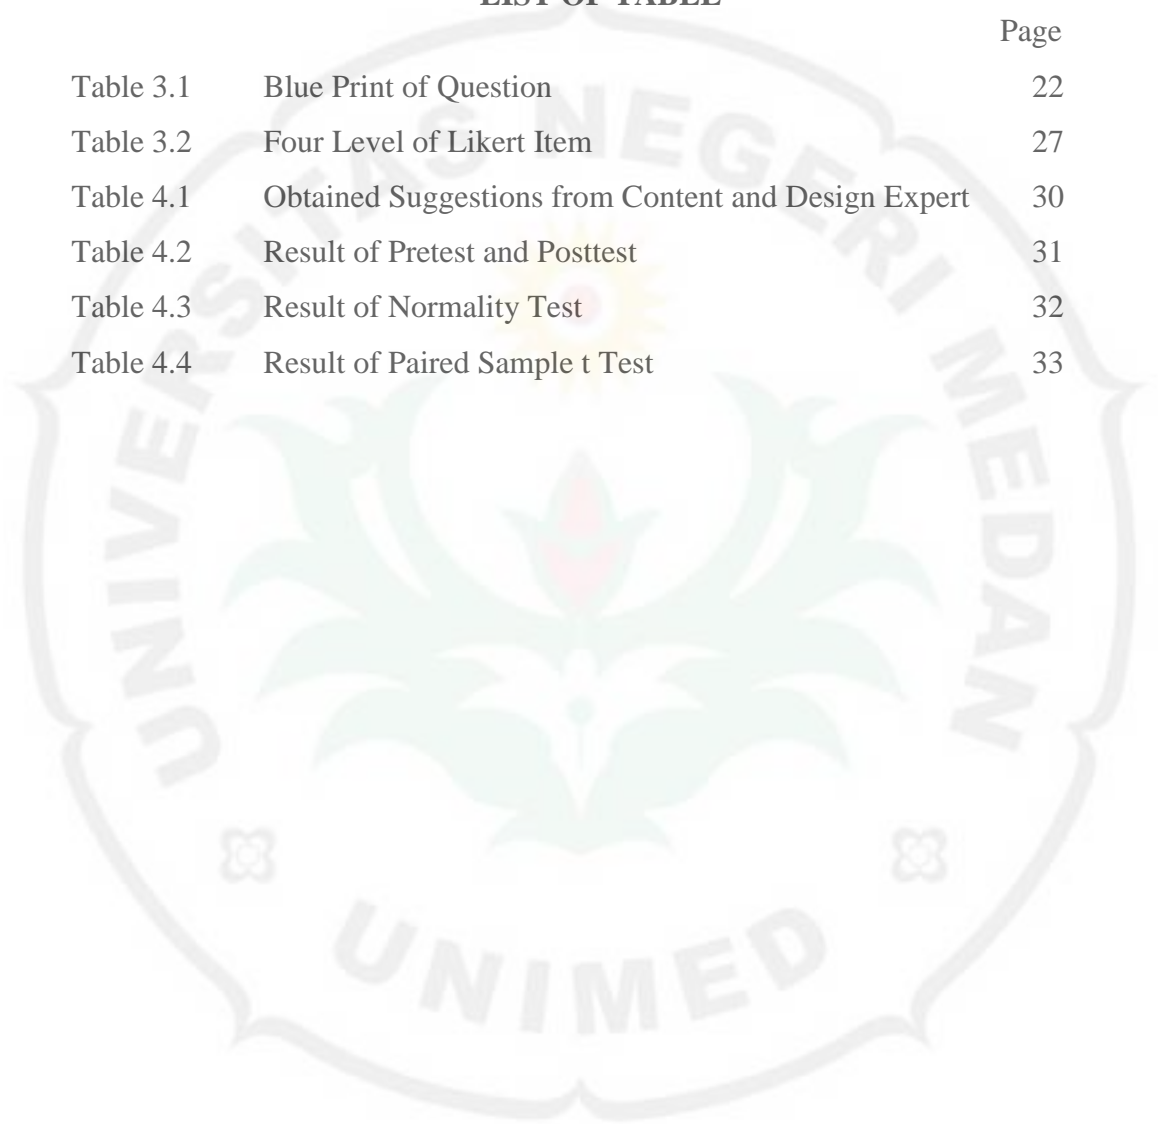 LIST OF TABLE
Page
Table 3.1 Blue Print of Question 22
Table 3.2 Four Level of Likert Item 27
Table 4.1 Obtained Suggestions from Content and Design Expert 30
Table 4.2 Result of Pretest and Posttest 31
Table 4.3 Result of Normality Test 32
Table 4.4 Result of Paired Sample t Test 33
UNIVERSITAS NEGERI MEDAN
UNIMED